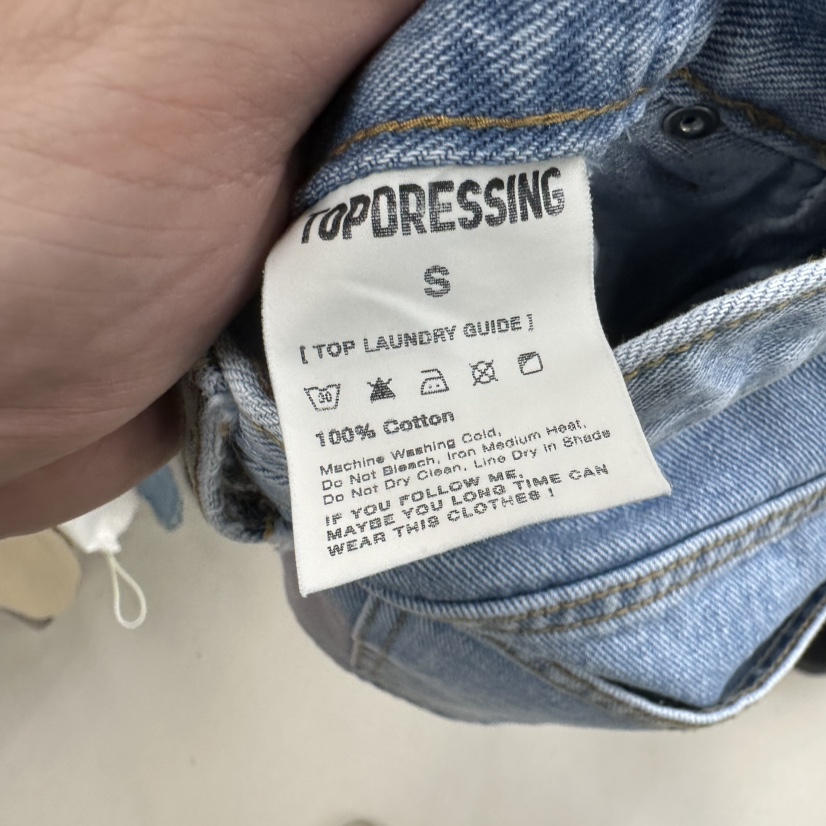 TOPDRESSING
S
[ TOP LAUNDRY GUIDE ]
30
100% Cotton
Machine Washing Cold,
Do Not Bleach, Iron Medium Heat,
Do Not Dry Clean, Line Dry in Shade
IF YOU FOLLOW ME,
MAYBE YOU LONG TIME CAN
WEAR THIS CLOTHES !